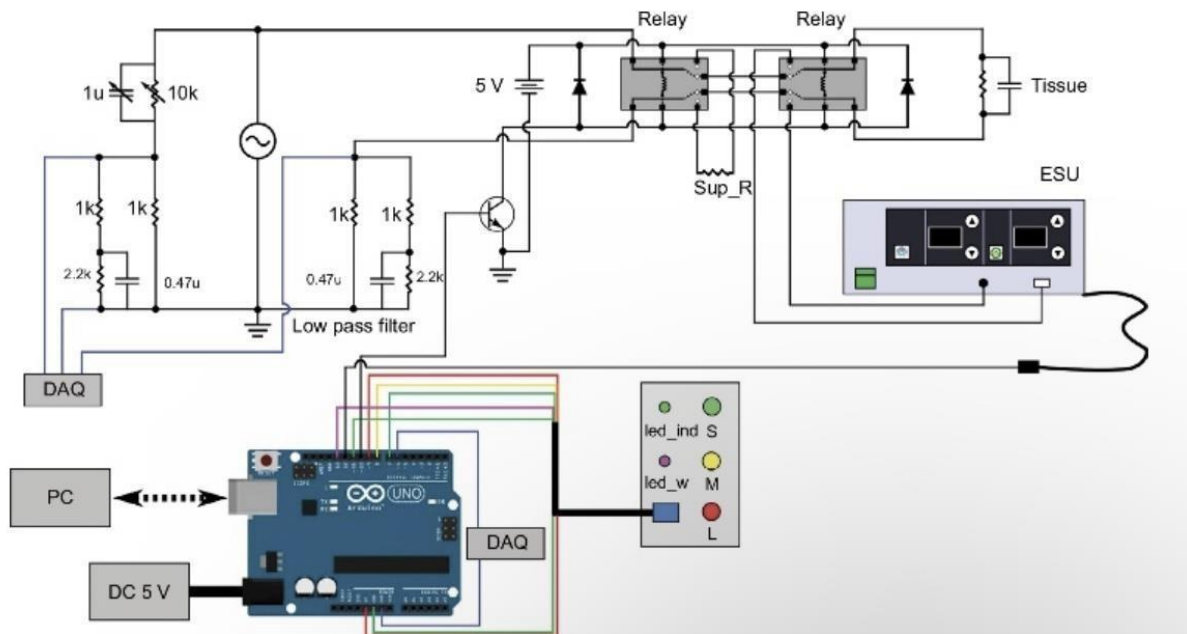 Relay
Relay
1u
10k
5 V
Tissue
Sup_R
ESU
1k
1k
1k
1k
2.2k
0.47u
0.47u
2.2k
Low pass filter
DAQ
led_ind
S
led_w
M
L
PC
UNO
Arduino
DAQ
DC 5 V